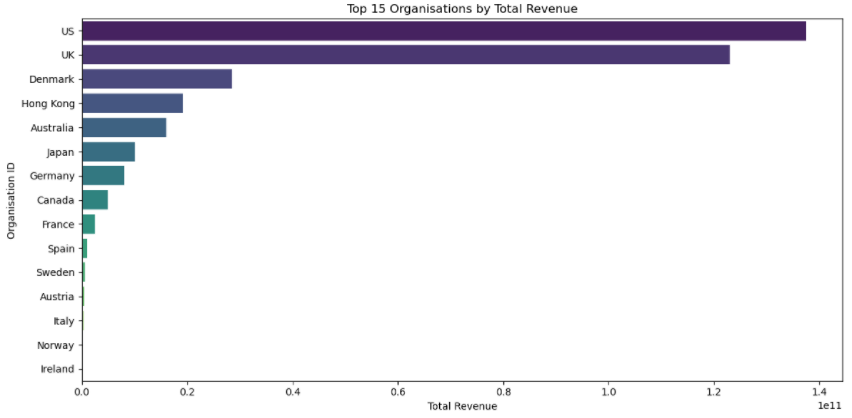 Top 15 Organisations by Total Revenue
Organisation ID
US
UK
Denmark
Hong Kong
Australia
Japan
Germany
Canada
France
Spain
Sweden
Austria
Italy
Norway
Ireland
0.0 0.2 0.4 0.6 0.8 1.0 1.2 1.4
1e11
Total Revenue